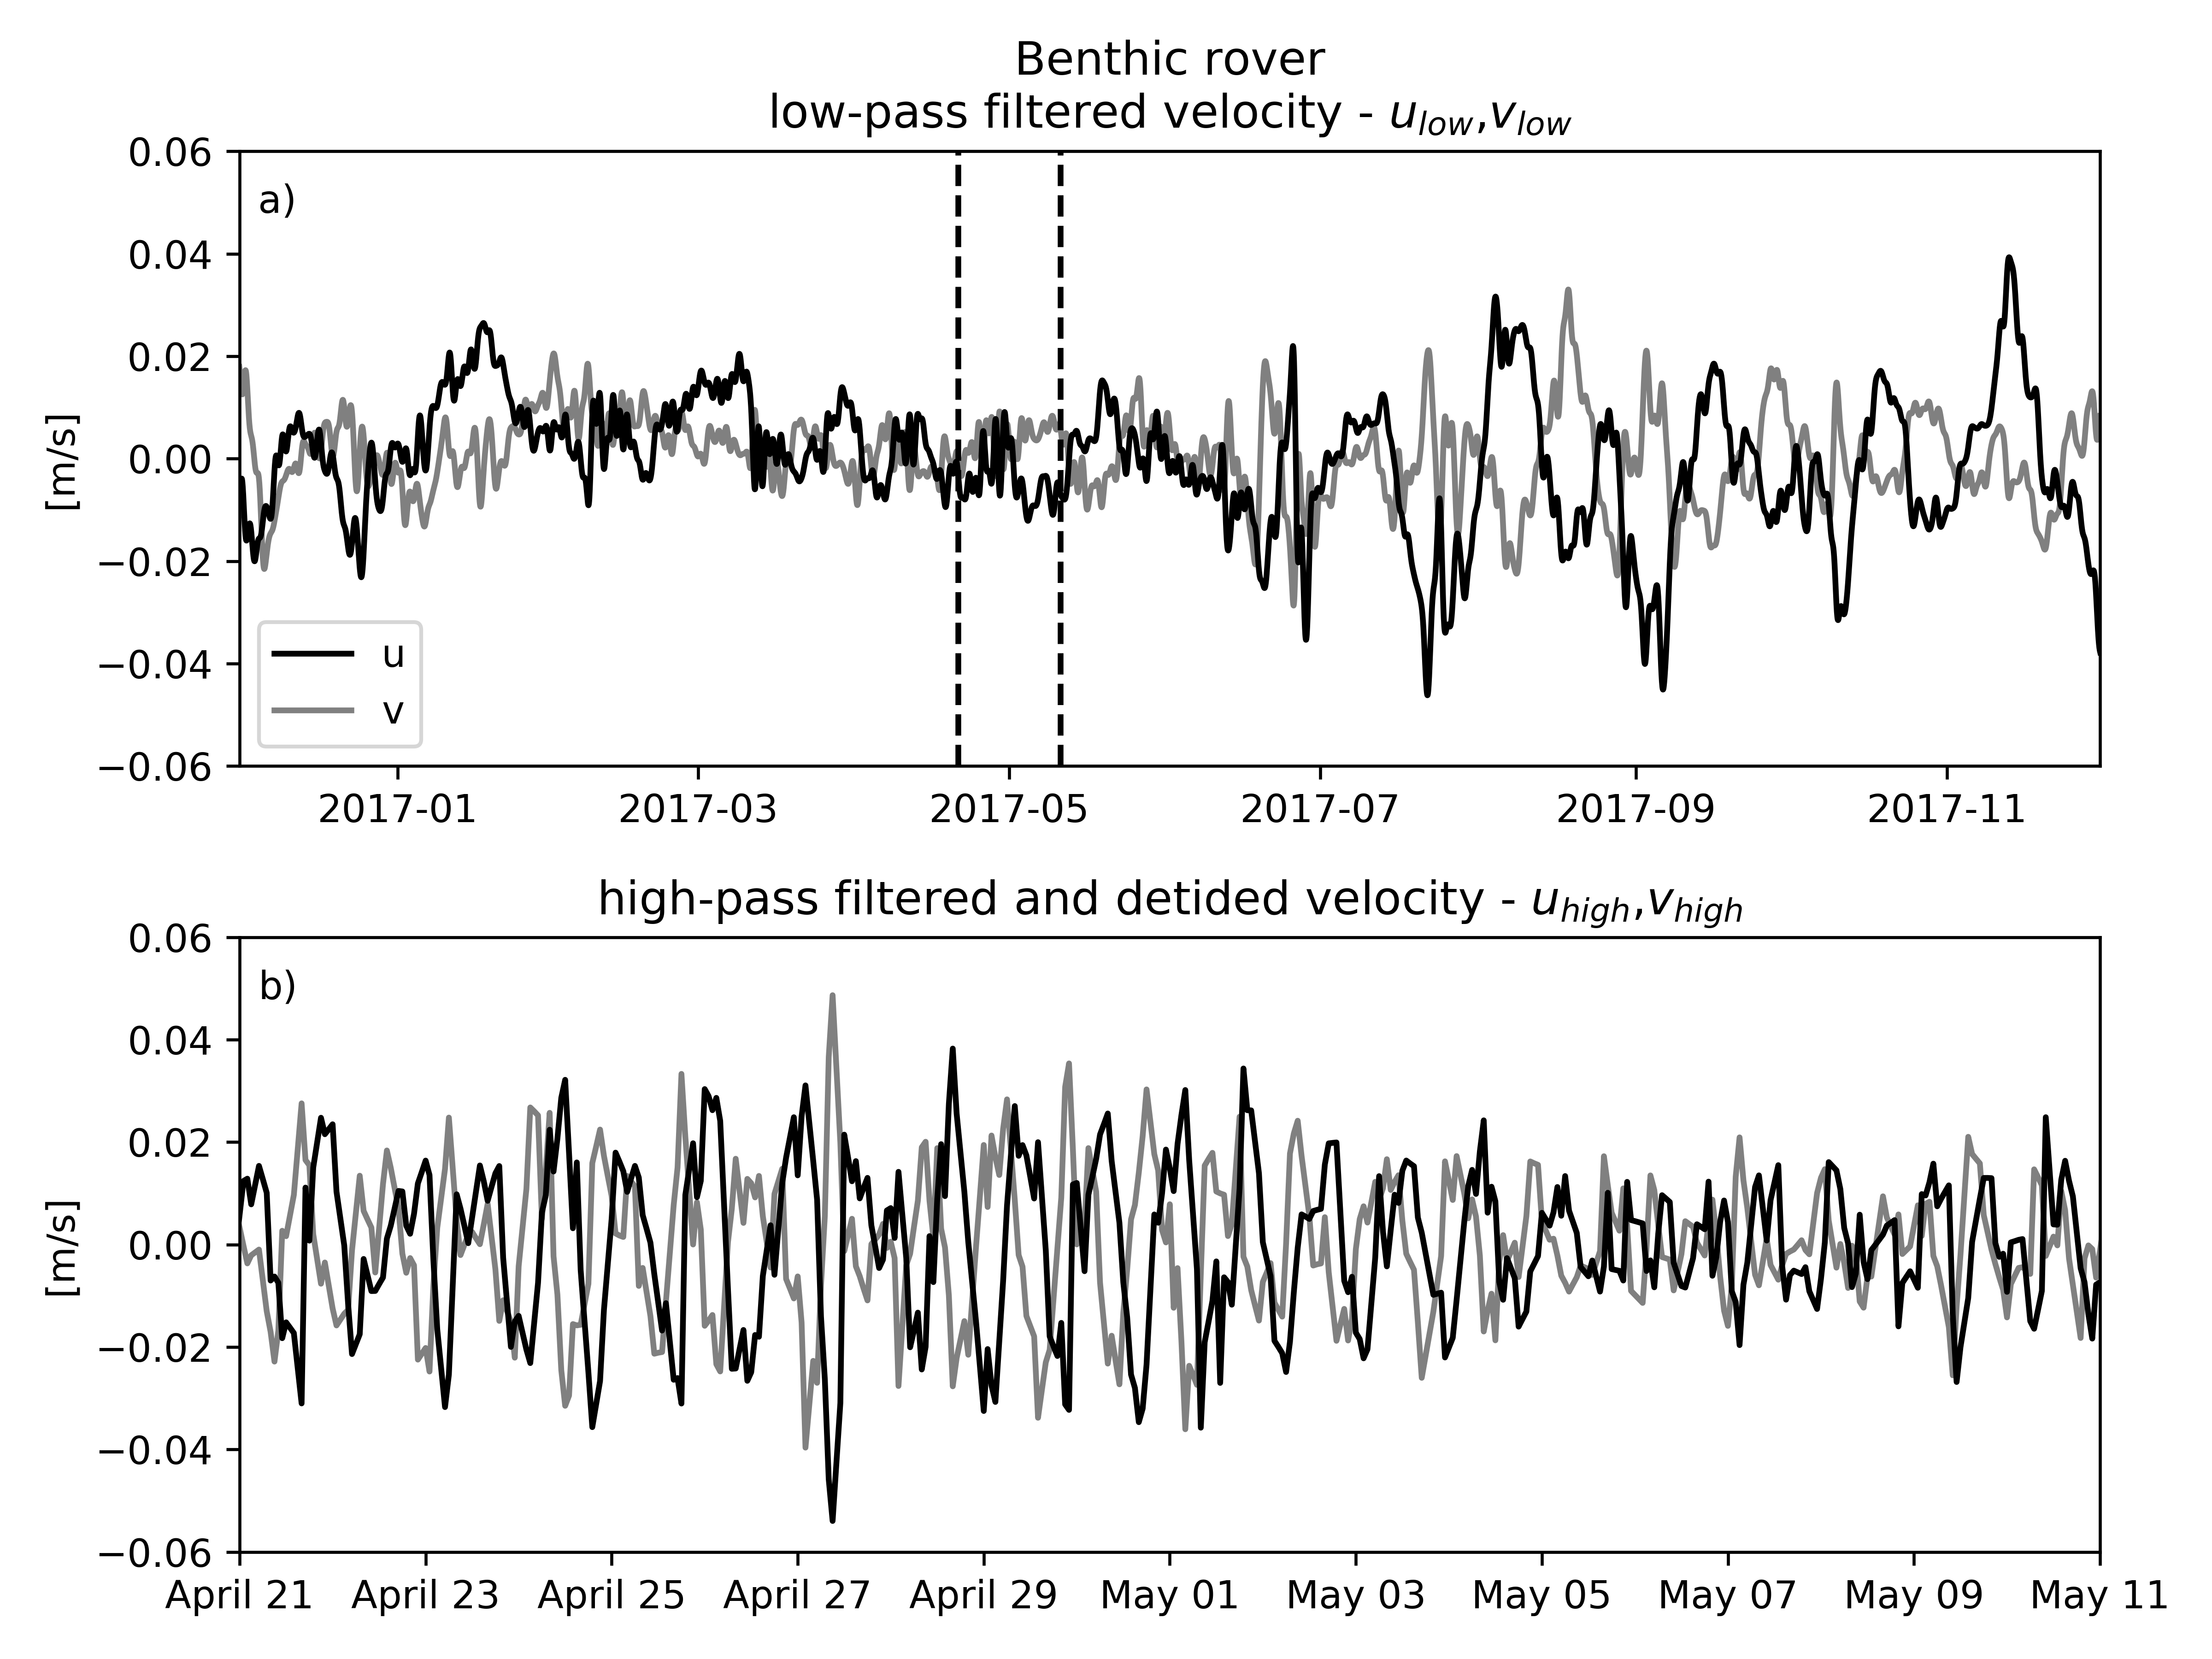 Benthic rover
low-pass filtered velocity - u_low,v_low
0.06
a)
0.04
0.02
0.00
−0.02
−0.04
−0.06
[m/s]
u
v
2017-01 2017-03 2017-05 2017-07 2017-09 2017-11
high-pass filtered and detided velocity - u_high,v_high
0.06
b)
0.04
0.02
0.00
−0.02
−0.04
−0.06
[m/s]
April 21 April 23 April 25 April 27 April 29 May 01 May 03 May 05 May 07 May 09 May 11